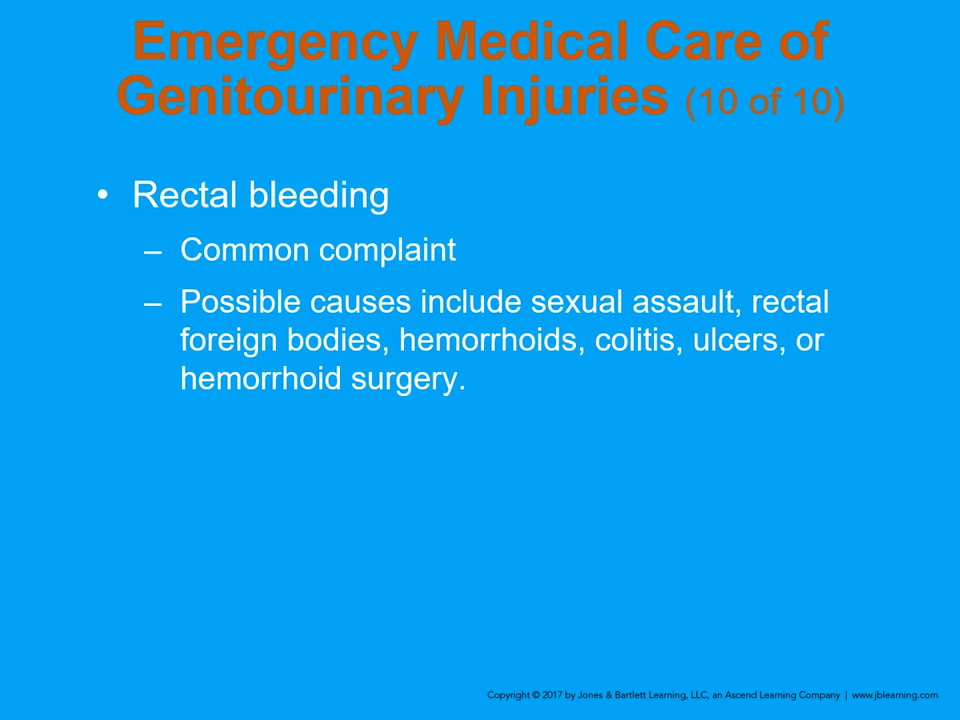 Emergency Medical Care of
Genitourinary Injuries (10 of 10)
• Rectal bleeding
– Common complaint
– Possible causes include sexual assault, rectal
foreign bodies, hemorrhoids, colitis, ulcers, or
hemorrhoid surgery.
Copyright © 2017 by Jones & Bartlett Learning, LLC, an Ascend Learning Company | www.jblearning.com